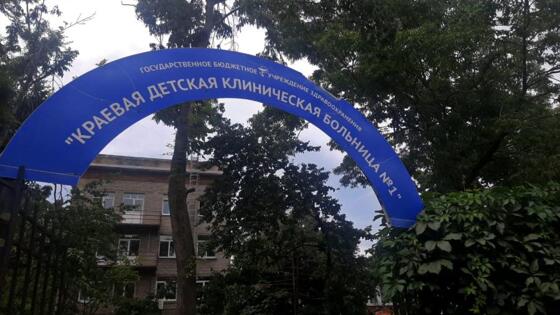 ГОСУДАРСТВЕННОЕ БЮДЖЕТНОЕ УЧРЕЖДЕНИЕ ЗДРАВООХРАНЕНИЯ
"КРАЕВАЯ ДЕТСКАЯ КЛИНИЧЕСКАЯ БОЛЬНИЦА №1"